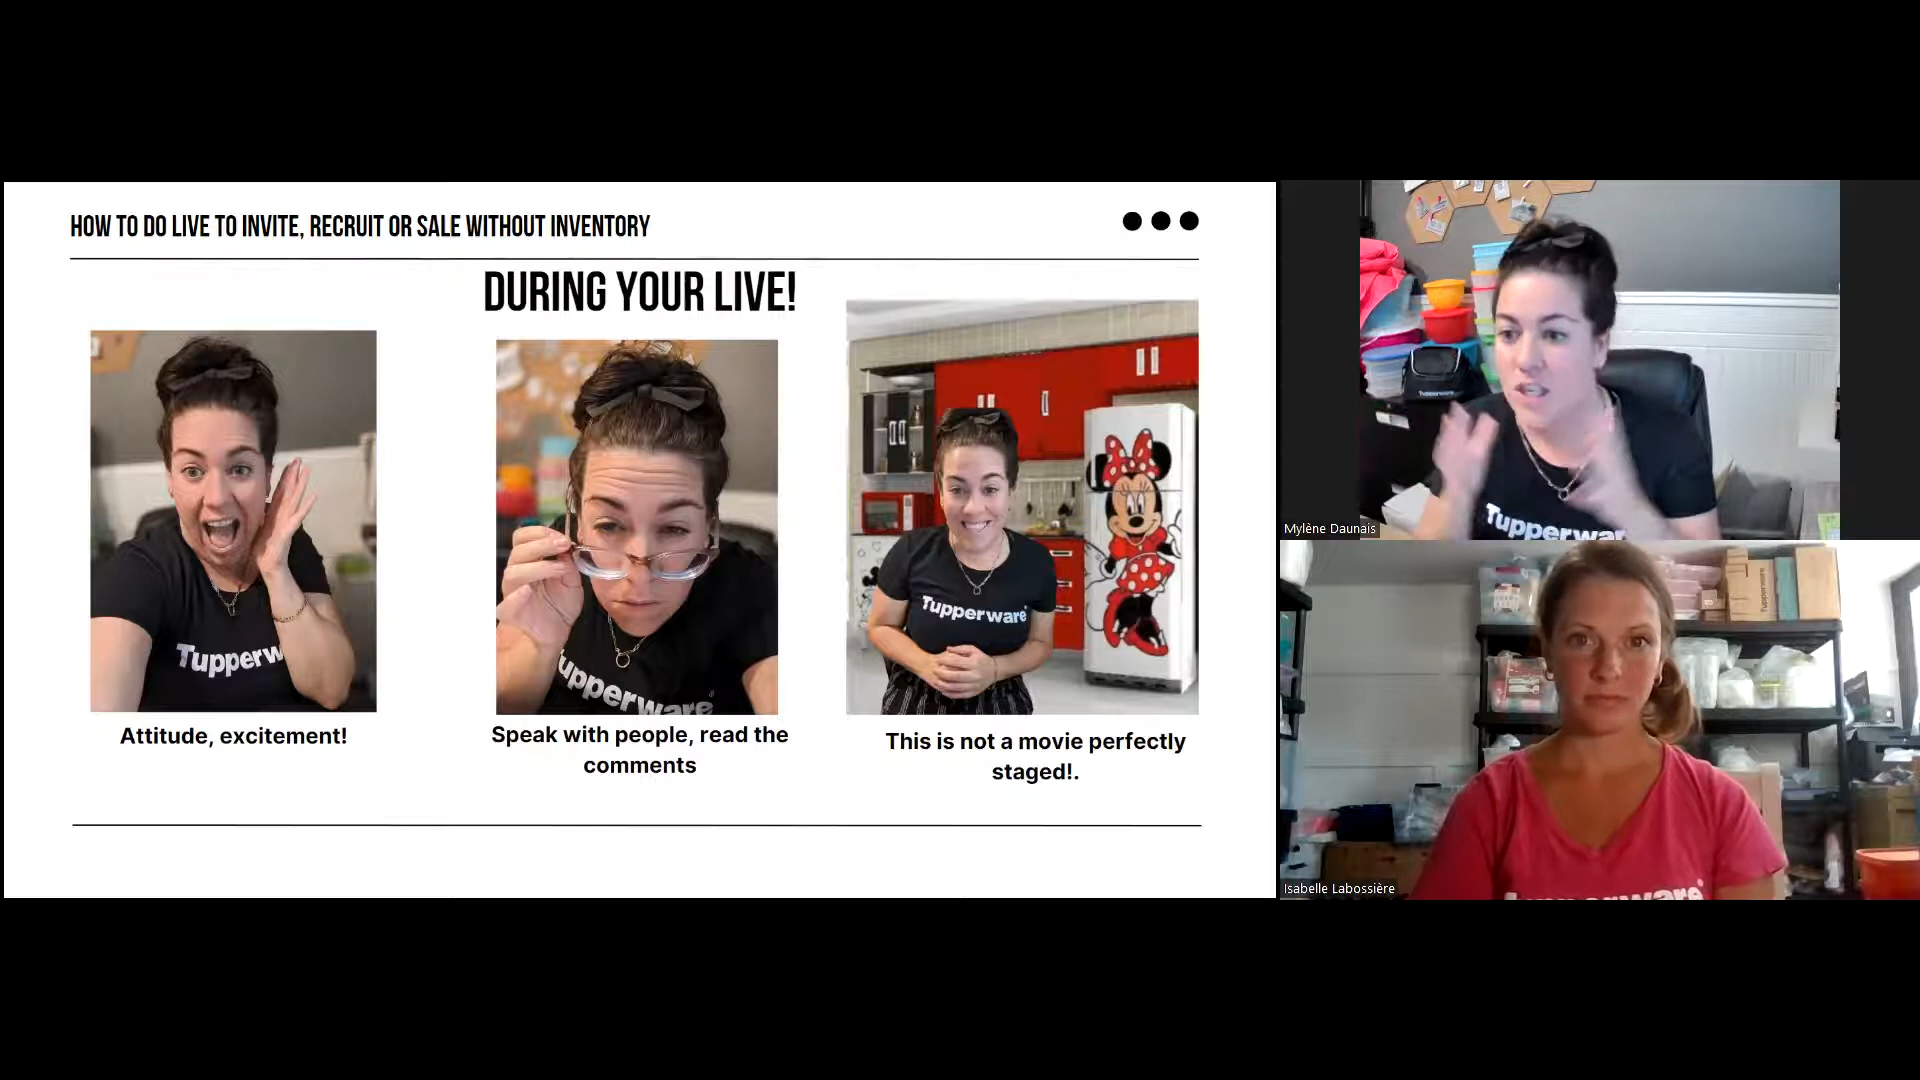 HOW TO DO LIVE TO INVITE, RECRUIT OR SALE WITHOUT INVENTORY
DURING YOUR LIVE!
Tupperw
upperware
Tupperware
Attitude, excitement!
Speak with people, read the
comments
This is not a movie perfectly
staged!.
Tupperwar
Mylène Daunais
Tupperware
Isabelle Labossière